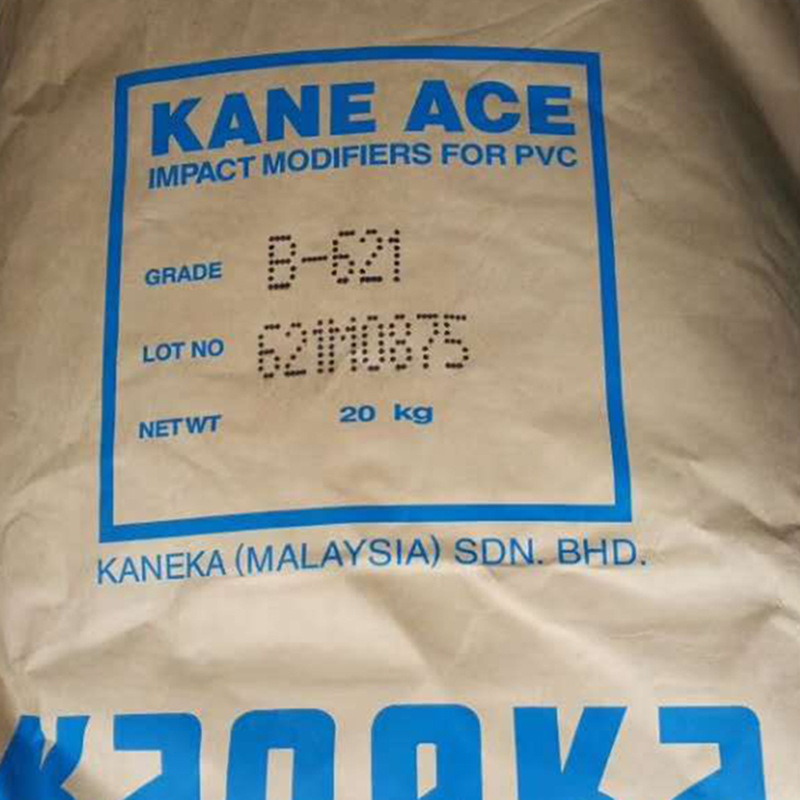 KANE ACE
IMPACT MODIFIERS FOR PVC
GRADE B-621
LOT NO 621M0875
NET WT 20 kg
KANEKA (MALAYSIA) SDN. BHD.
Kaneka